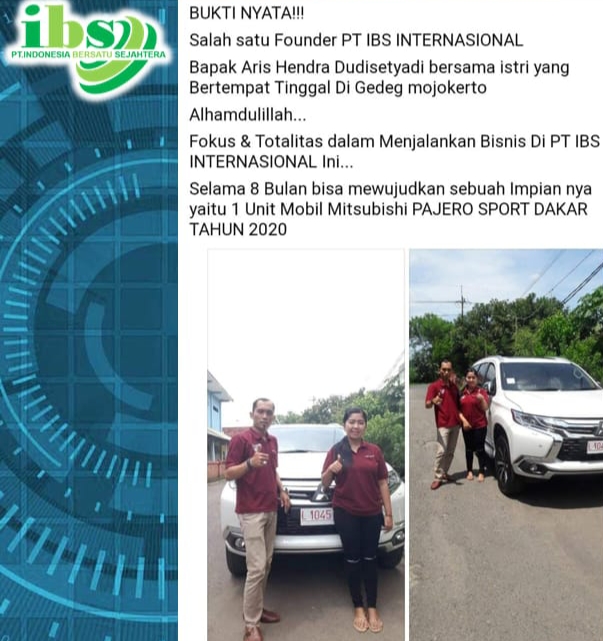 ibs
PT.INDONESIA BERSATU SEJAHTERA
BUKTI NYATA!!!
Salah satu Founder PT IBS INTERNASIONAL
Bapak Aris Hendra Dudisetyadi bersama istri yang
Bertempat Tinggal Di Gedeg mojokerto
Alhamdulillah...
Fokus & Totalitas dalam Menjalankan Bisnis Di PT IBS
INTERNASIONAL Ini...
Selama 8 Bulan bisa mewujudkan sebuah Impian nya
yaitu 1 Unit Mobil Mitsubishi PAJERO SPORT DAKAR
TAHUN 2020
L 1045